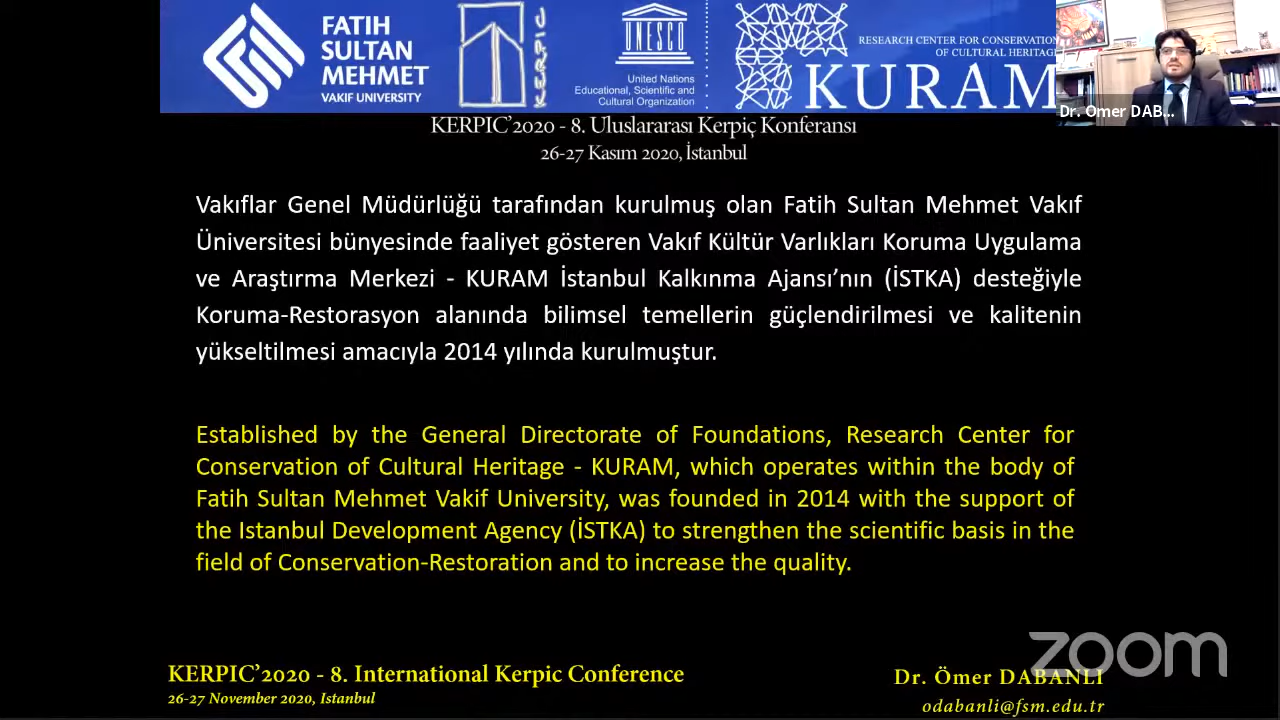 FATIH
SULTAN
MEHMET
VAKIF UNIVERSITY
KERPIC
UNESCO
United Nations
Educational, Scientific and
Cultural Organization
RESEARCH CENTER FOR CONSERVATION
OF CULTURAL HERITAGE
KURAM
Dr. Omer DAB...
KERPIC'2020 - 8. Uluslararası Kerpiç Konferansı
26-27 Kasım 2020, İstanbul
Vakıflar Genel Müdürlüğü tarafından kurulmuş olan Fatih Sultan Mehmet Vakıf
Üniversitesi bünyesinde faaliyet gösteren Vakıf Kültür Varlıkları Koruma Uygulama
ve Araştırma Merkezi - KURAM İstanbul Kalkınma Ajansı’nın (İSTKA) desteğiyle
Koruma-Restorasyon alanında bilimsel temellerin güçlendirilmesi ve kalitenin
yükseltilmesi amacıyla 2014 yılında kurulmuştur.
Established by the General Directorate of Foundations, Research Center for
Conservation of Cultural Heritage - KURAM, which operates within the body of
Fatih Sultan Mehmet Vakif University, was founded in 2014 with the support of
the Istanbul Development Agency (İSTKA) to strengthen the scientific basis in the
field of Conservation-Restoration and to increase the quality.
zoom
KERPIC’2020 - 8. International Kerpic Conference
26-27 November 2020, Istanbul
Dr. Ömer DABANLI
odabanli@fsm.edu.tr